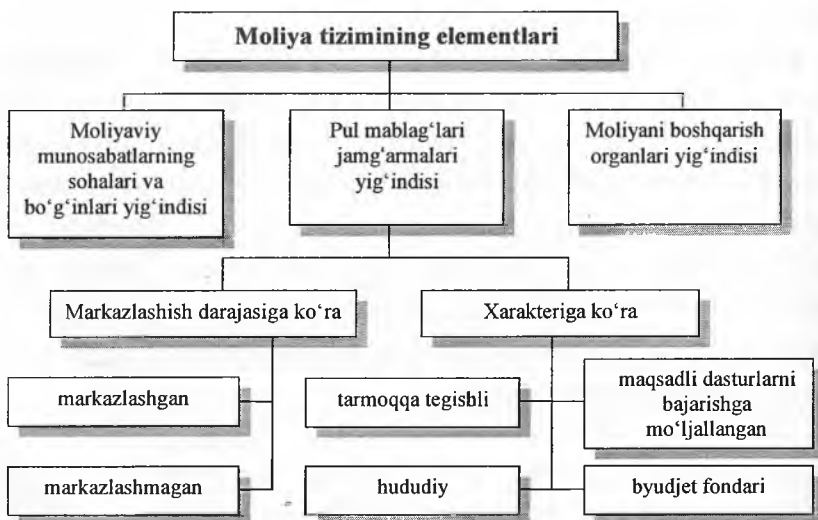 Moliya tizimining elementlari
Moliyaviy
munosabatlarning
sohalari va
bo‘g‘inlari yig‘indisi
Pul mablag‘lari
jamg‘armalari
yig‘indisi
Moliyani boshqarish
organlari yig‘indisi
Markazlashish darajasiga ko‘ra
Xarakteriga ko‘ra
markazlashgan
tarmoqqa tegishli
maqsadli dasturlarni
bajarishga
mo‘ljallangan
markazlashmagan
hududiy
byudjet fondari